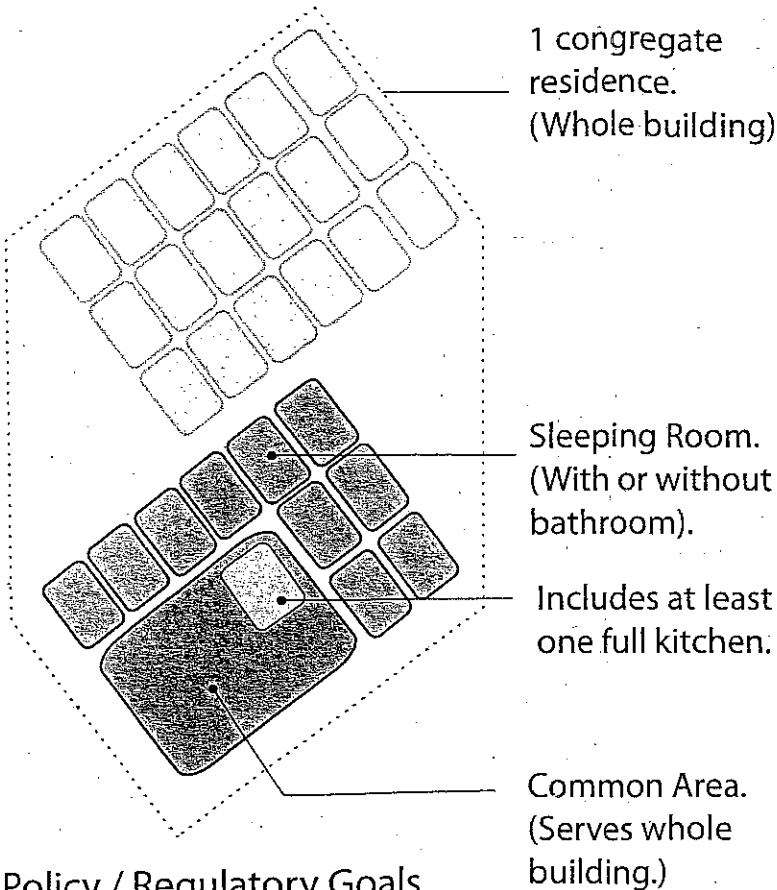 1 congregate
residence.
(Whole building)
Sleeping Room.
(With or without
bathroom).
Includes at least
one full kitchen.
Common Area.
(Serves whole
building.)
Policy / Regulatory Goals